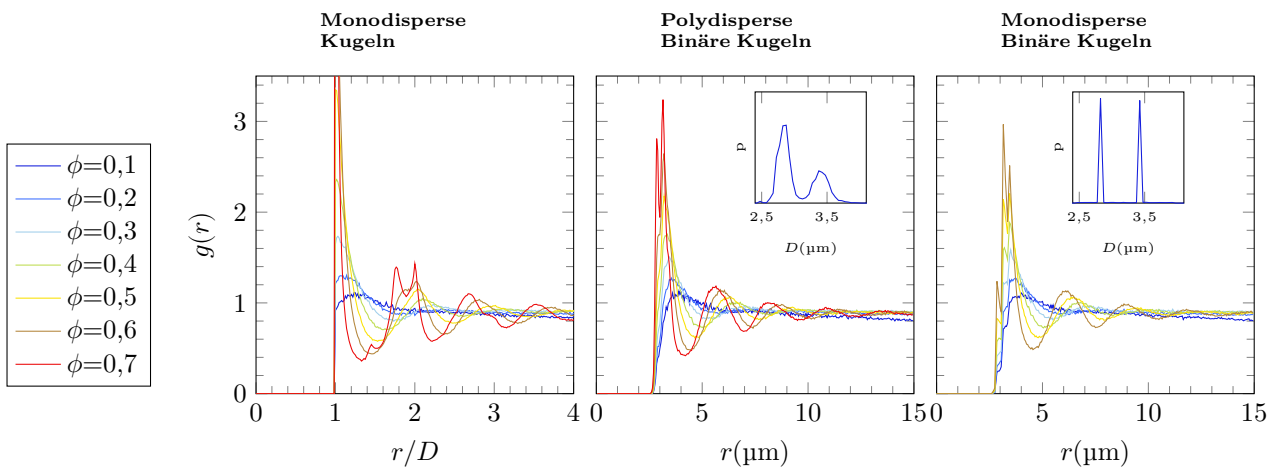 Monodisperse
Kugeln
Polydisperse
Binäre Kugeln
Monodisperse
Binäre Kugeln
ϕ=0,1
ϕ=0,2
ϕ=0,3
ϕ=0,4
ϕ=0,5
ϕ=0,6
ϕ=0,7
g(r)
3
2
1
0
0 1 2 3 4
r/D
p
2,5 3,5
D(µm)
0 5 10 15
r(µm)
p
2,5 3,5
D(µm)
5 10 15
r(µm)